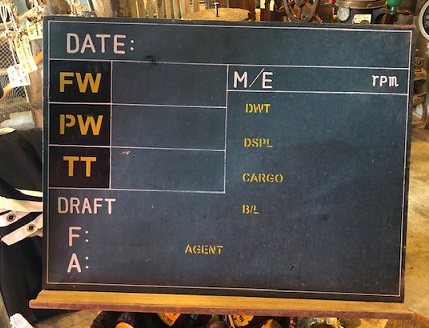 DATE:
FW
PW
TT
M/E rpm
DWT
DSPL
CARGO
B/L
DRAFT
F:
A:
AGENT